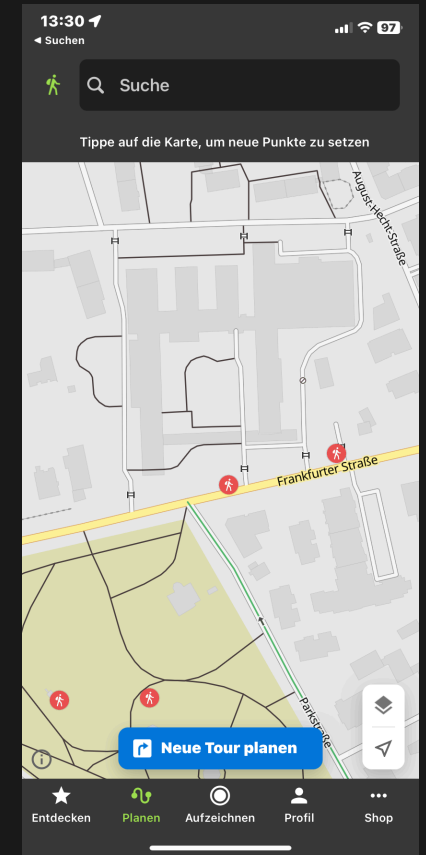 13:30
97
◀ Suchen
Suche
Tippe auf die Karte, um neue Punkte zu setzen
August-Hecht-Straße
Frankfurter Straße
Parkstraße
Neue Tour planen
Entdecken
Planen
Aufzeichnen
Profil
Shop